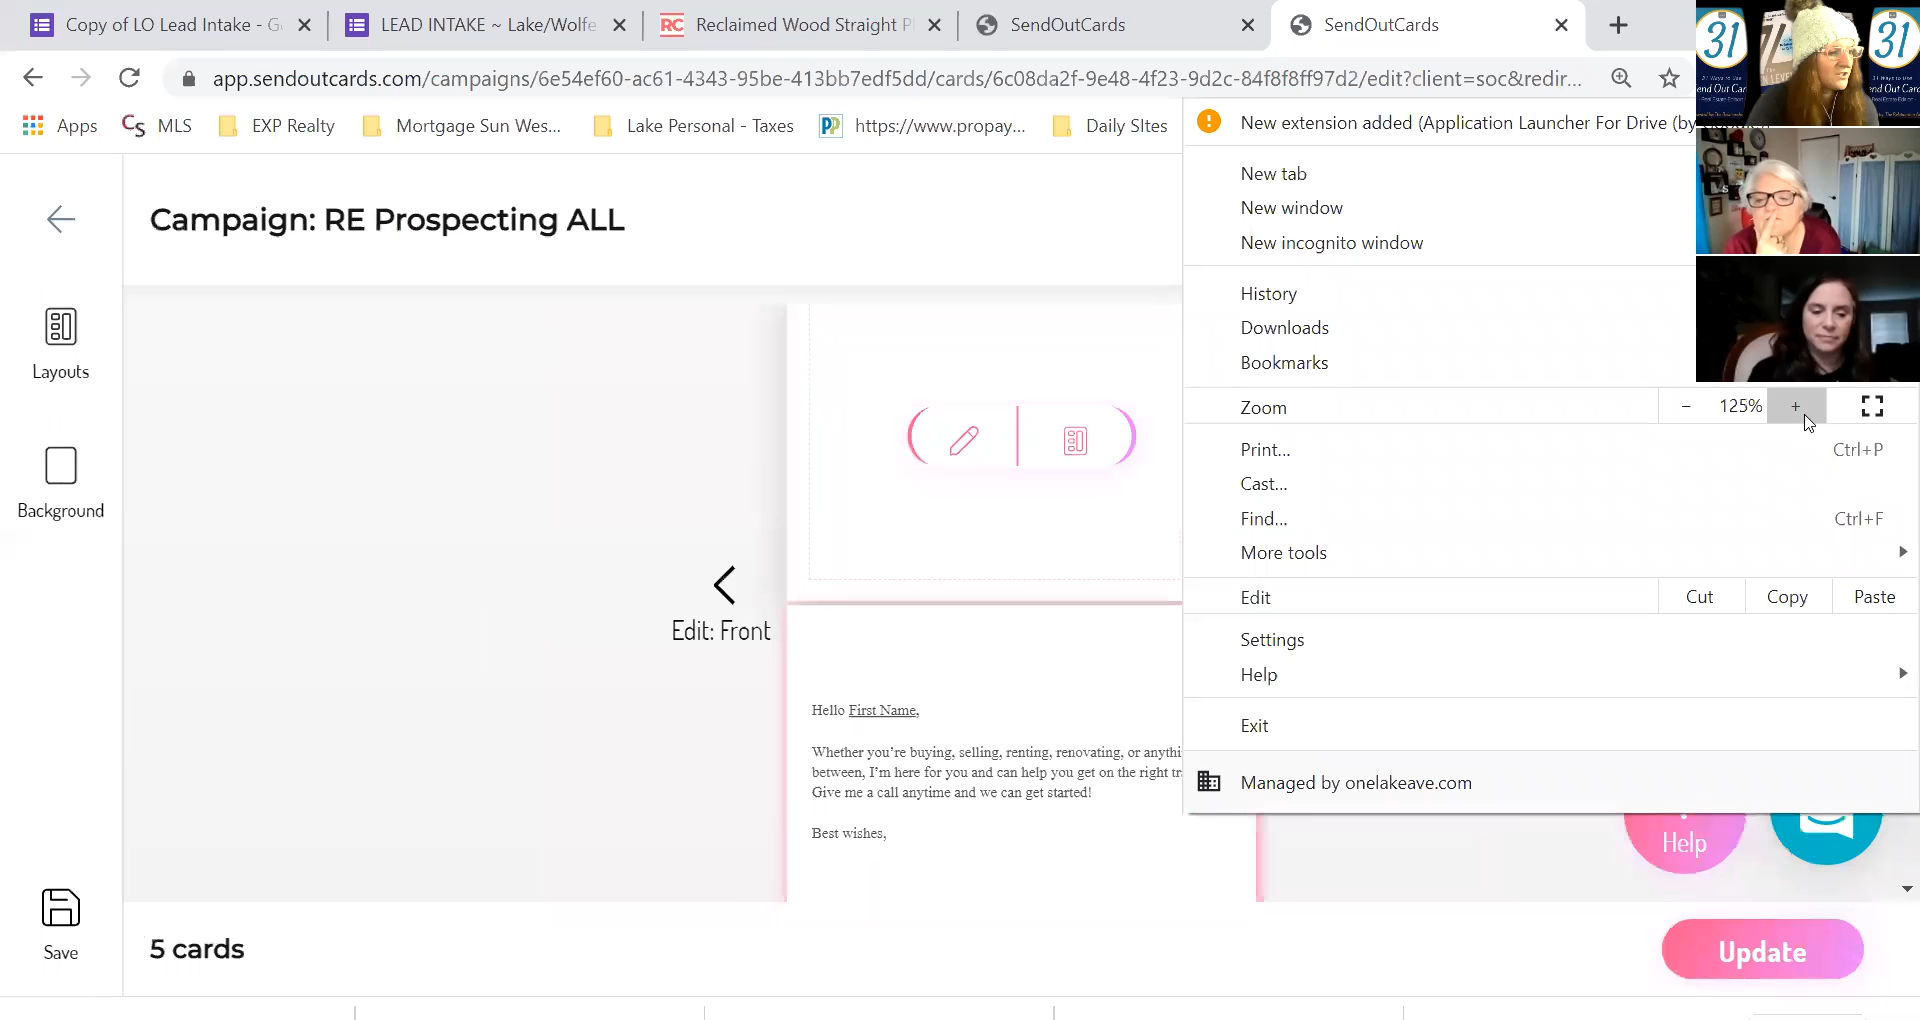 Copy of LO Lead Intake - G
LEAD INTAKE ~ Lake/Wolfe
RC Reclaimed Wood Straight P
SendOutCards
SendOutCards
app.sendoutcards.com/campaigns/6e54ef60-ac61-4343-95be-413bb7edf5dd/cards/6c08da2f-9e48-4f23-9d2c-84f8f8ff97d2/edit?client=soc&redir...
Apps
CS MLS
EXP Realty
Mortgage Sun Wes...
Lake Personal - Taxes
PP https://www.propay...
Daily SItes
31
31
New extension added (Application Launcher For Drive (by
New tab
New window
New incognito window
History
Downloads
Bookmarks
Zoom
− 125% +
Print... Ctrl+P
Cast...
Find... Ctrl+F
More tools
Edit Cut Copy Paste
Settings
Help
Exit
Managed by onelakeave.com
Campaign: RE Prospecting ALL
Layouts
Background
Save
Edit: Front
Hello First Name,
Whether you're buying, selling, renting, renovating, or anythi
between, I'm here for you and can help you get on the right tr
Give me a call anytime and we can get started!
Best wishes,
Help
5 cards
Update